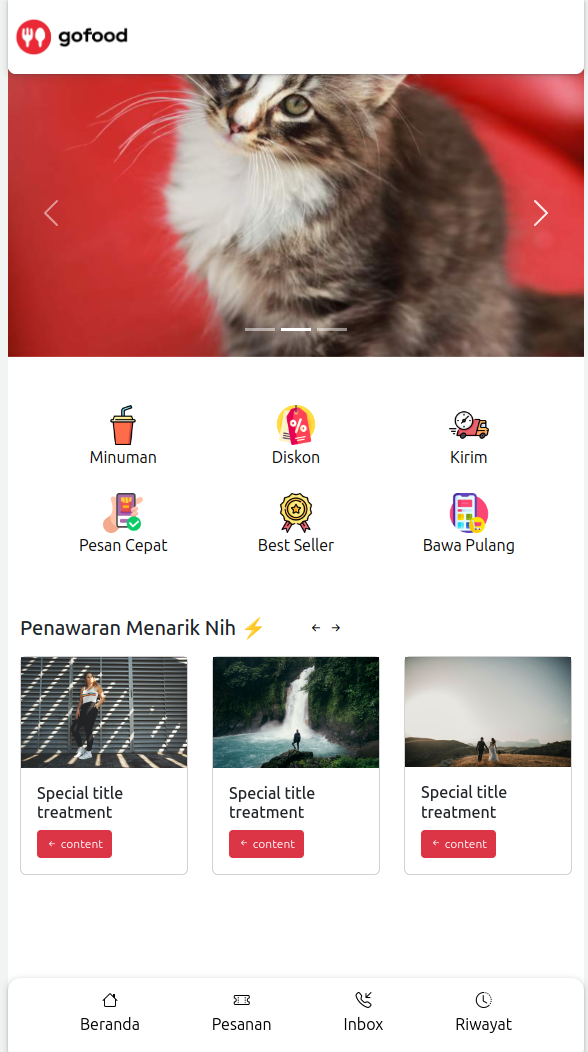 gofood
Minuman
Diskon
Kirim
Pesan Cepat
Best Seller
Bawa Pulang
Penawaran Menarik Nih ⚡ ← →
Special title
treatment
← content
Special title
treatment
← content
Special title
treatment
← content
Beranda
Pesanan
Inbox
Riwayat